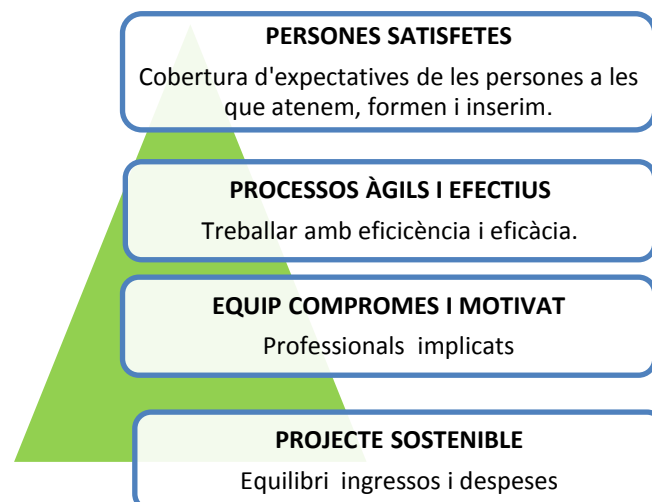 PERSONES SATISFETES
Cobertura d'expectatives de les persones a les
que atenem, formen i inserim.
PROCESSOS ÀGILS I EFECTIUS
Treballar amb eficicència i eficàcia.
EQUIP COMPROMES I MOTIVAT
Professionals implicats
PROJECTE SOSTENIBLE
Equilibri ingressos i despeses